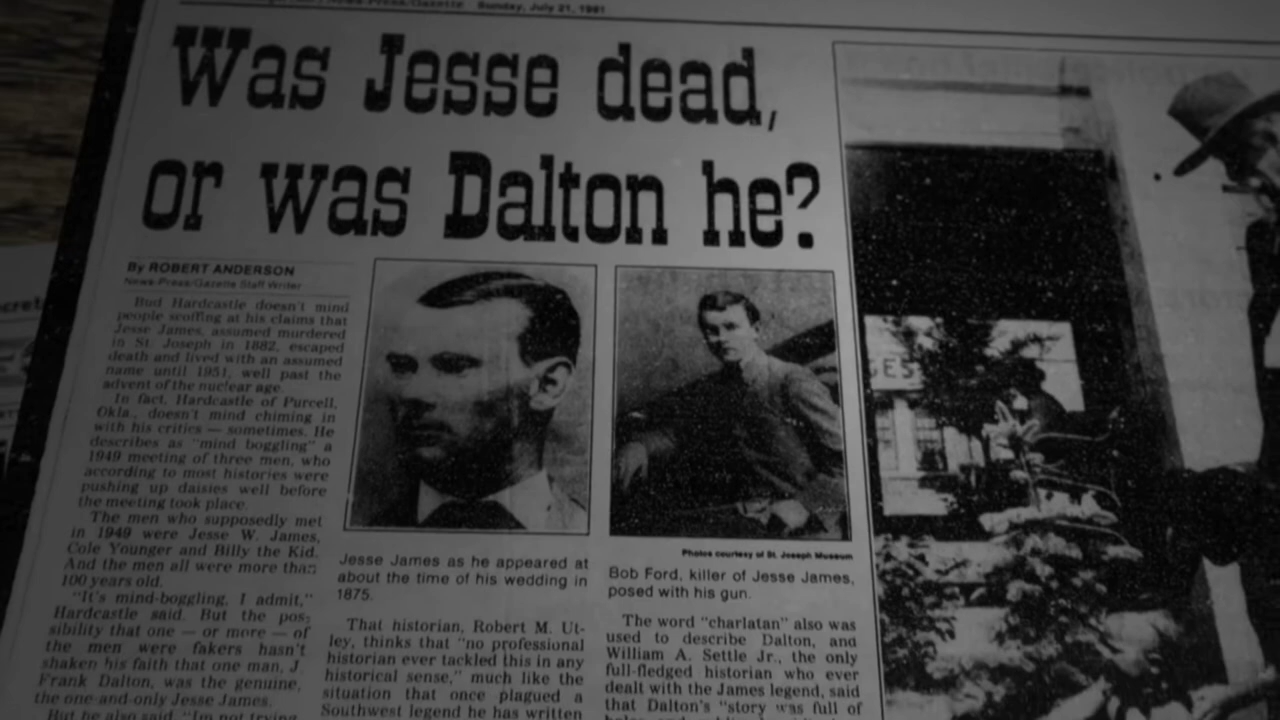 News-Press/Gazette Sunday, July 21, 1991
Was Jesse dead,
or was Dalton he?
By ROBERT ANDERSON
News-Press/Gazette Staff Writer
Bud Hardcastle doesn't mind
people scoffing at his claims that
Jesse James, assumed murdered
in St. Joseph in 1882, escaped
death and lived with an assumed
name until 1951, well past the
advent of the nuclear age.
In fact, Hardcastle of Purcell,
Okla., doesn't mind chiming in
with his critics — sometimes. He
describes as "mind boggling" a
1949 meeting of three men, who
according to most histories were
pushing up daisies well before
the meeting took place.
The men who supposedly met
in 1949 were Jesse W. James,
Cole Younger and Billy the Kid.
And the men all were more than
100 years old.
"It's mind-boggling, I admit,"
Hardcastle said. But the pos-
sibility that one — or more — of
the men were fakers hasn't
shaken his faith that one man, J.
Frank Dalton, was the genuine,
the one-and-only Jesse James.
But he also said, "Im not trying
Jesse James as he appeared at
about the time of his wedding in
1875.
That historian, Robert M. Ut-
ley, thinks that "no professional
historian ever tackled this in any
historical sense," much like the
situation that once plagued a
Southwest legend he has written
Photos courtesy of St. Joseph Museum
Bob Ford, killer of Jesse James,
posed with his gun.
The word "charlatan" also was
used to describe Dalton, and
William A. Settle Jr., the only
full-fledged historian who ever
dealt with the James legend, said
that Dalton's "story was full of